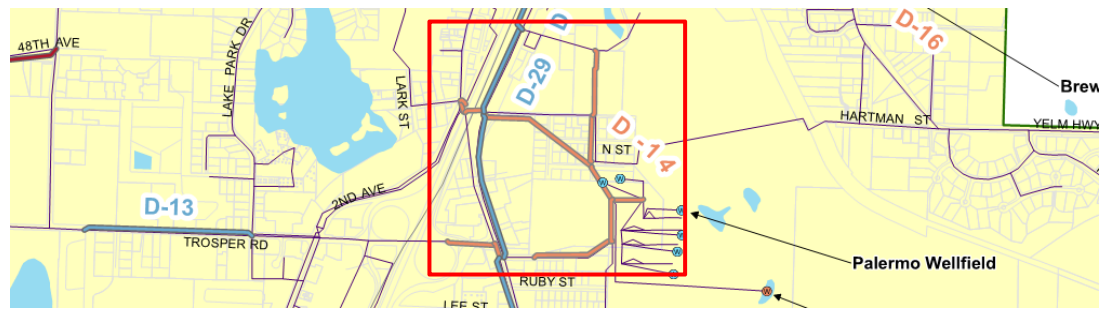 48TH AVE
LAKE PARK DR
LARK ST
D
D-29
D-14
N ST
D-16
Brew
HARTMAN ST
YELM HWY
2ND AVE
D-13
TROSPER RD
W
W
W
W
W
W
Palermo Wellfield
RUBY ST
W
LEE ST